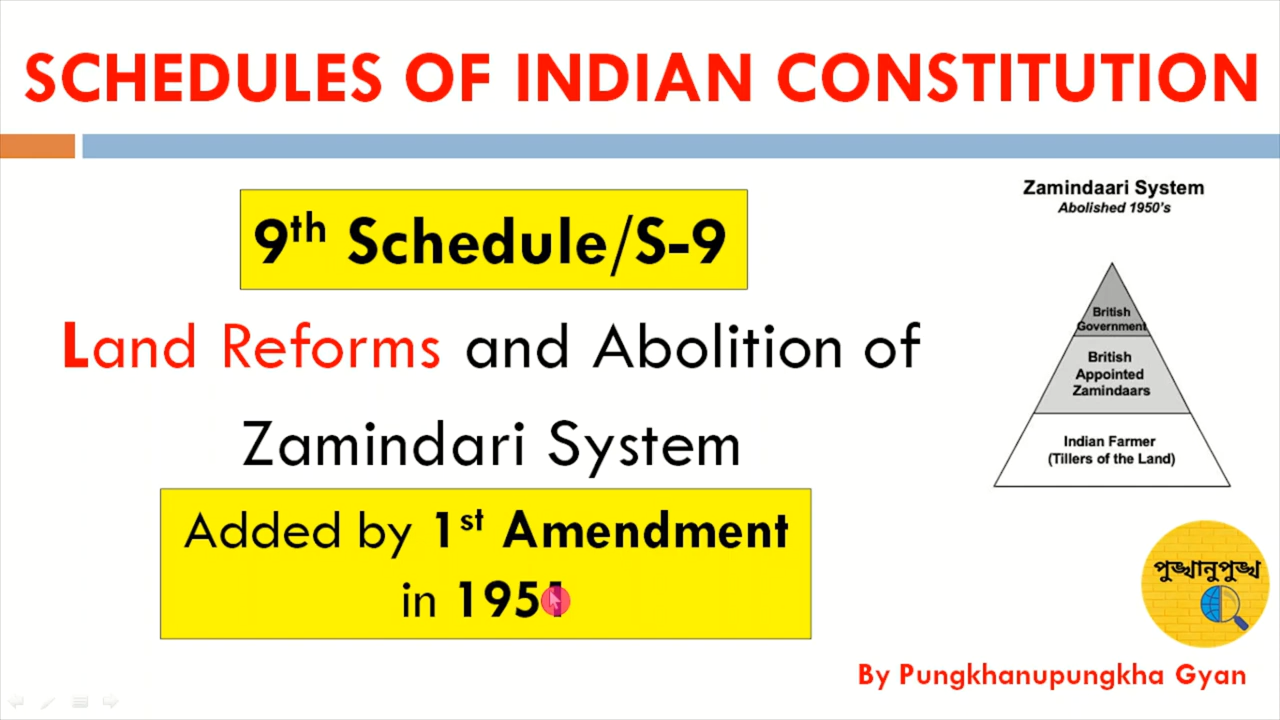 SCHEDULES OF INDIAN CONSTITUTION
9th Schedule/S-9
Land Reforms and Abolition of
Zamindari System
Added by 1st Amendment
in 1951
Zamindaari System
Abolished 1950's
British
Government
British
Appointed
Zamindaars
Indian Farmer
(Tillers of the Land)
পুঙ্খানুপুঙ্খ
By Pungkhanupungkha Gyan